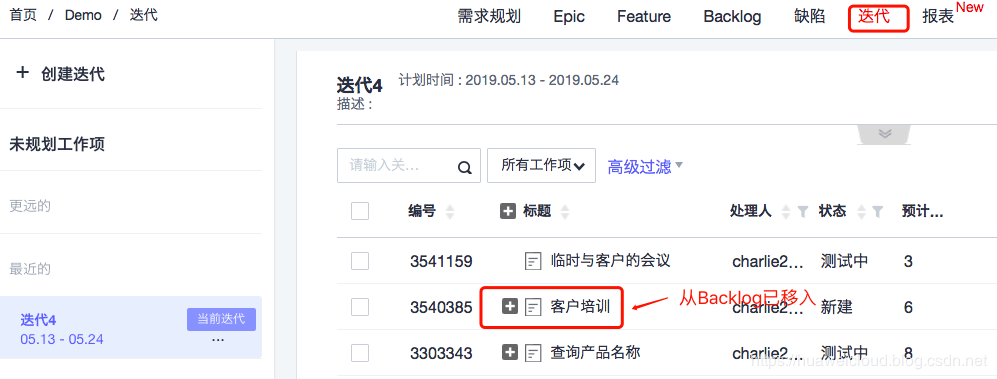 首页 / Demo / 迭代
需求规划 Epic Feature Backlog 缺陷 迭代 报表 New
+ 创建迭代
未规划工作项
更远的
最近的
迭代4 当前迭代
05.13 - 05.24 ...
迭代4 计划时间 : 2019.05.13 - 2019.05.24
描述 :
请输入关... 所有工作项 高级过滤
编号 标题 处理人 状态 预计...
3541159 临时与客户的会议 charlie2... 测试中 3
3540385 客户培训 charlie2... 新建 6
从Backlog已移入
3303343 查询产品名称 charlie2... 测试中 8
https://huaweicloud.blog.csdn.net